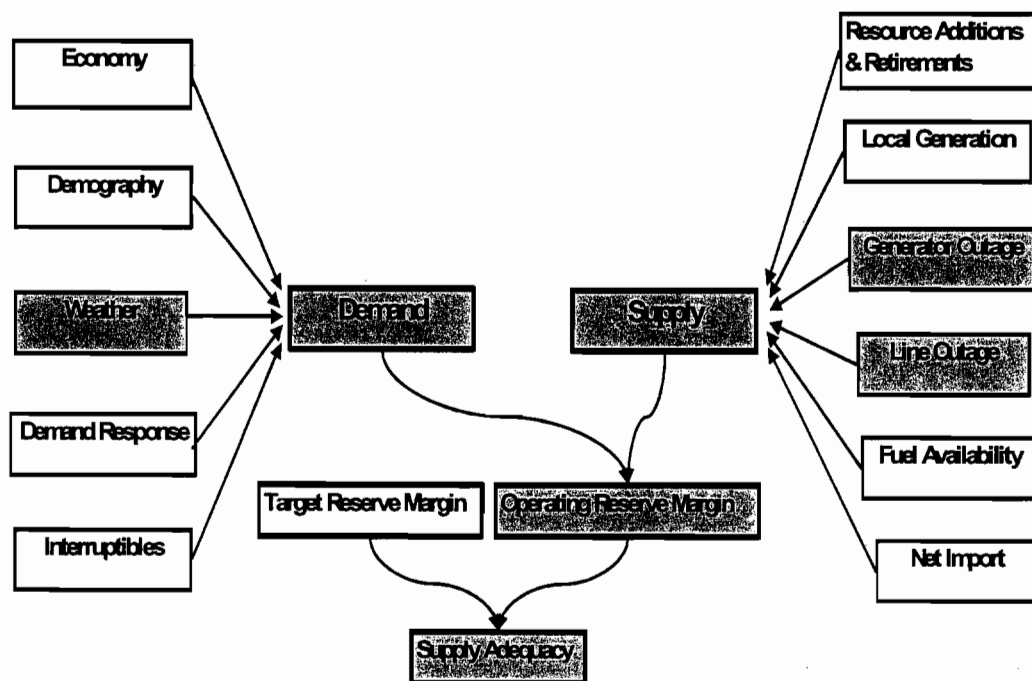 Economy
Demography
Weather
Demand Response
Interruptibles
Demand
Supply
Resource Additions
& Retirements
Local Generation
Generator Outage
Line Outage
Fuel Availability
Net Import
Target Reserve Margin
Operating Reserve Margin
Supply Adequacy